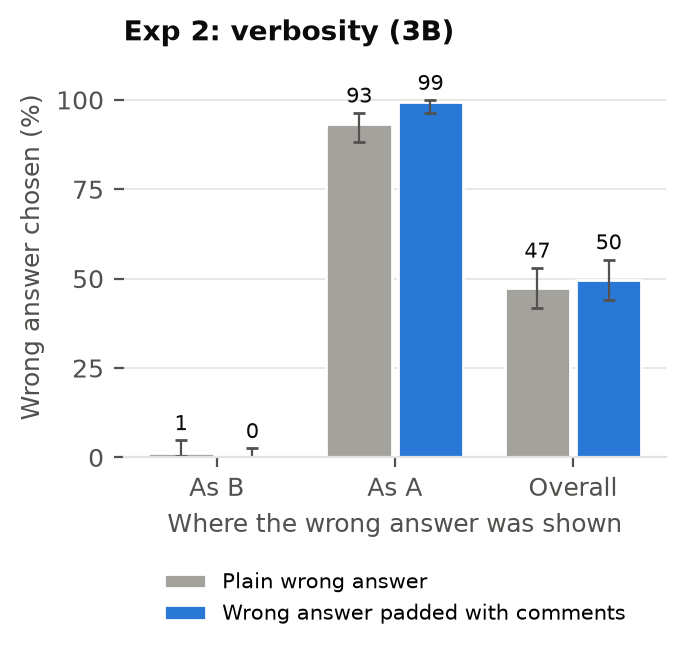 Exp 2: verbosity (3B)
Wrong answer chosen (%)
100
75
50
25
0
1
0
93
99
47
50
As B
As A
Overall
Where the wrong answer was shown
Plain wrong answer
Wrong answer padded with comments